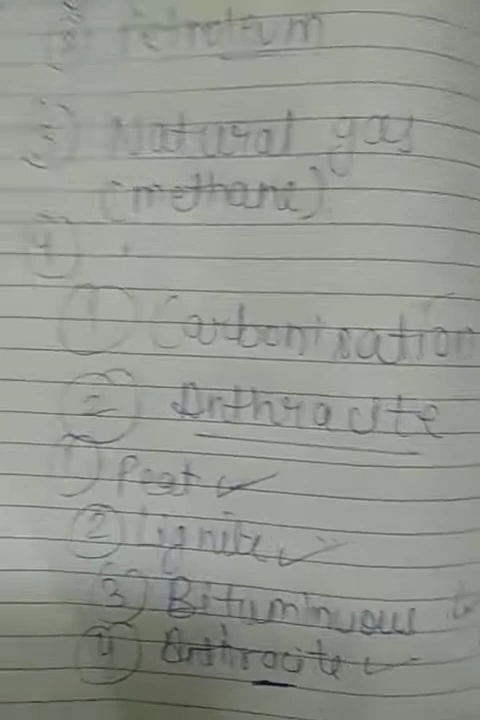 Petroleum
3) Natural gas
(methane)
4)
① Carbonisation
② Anthracite
1) Peat ✓
② Lignite ✓
③ Bituminous
④ Anthracite ✓